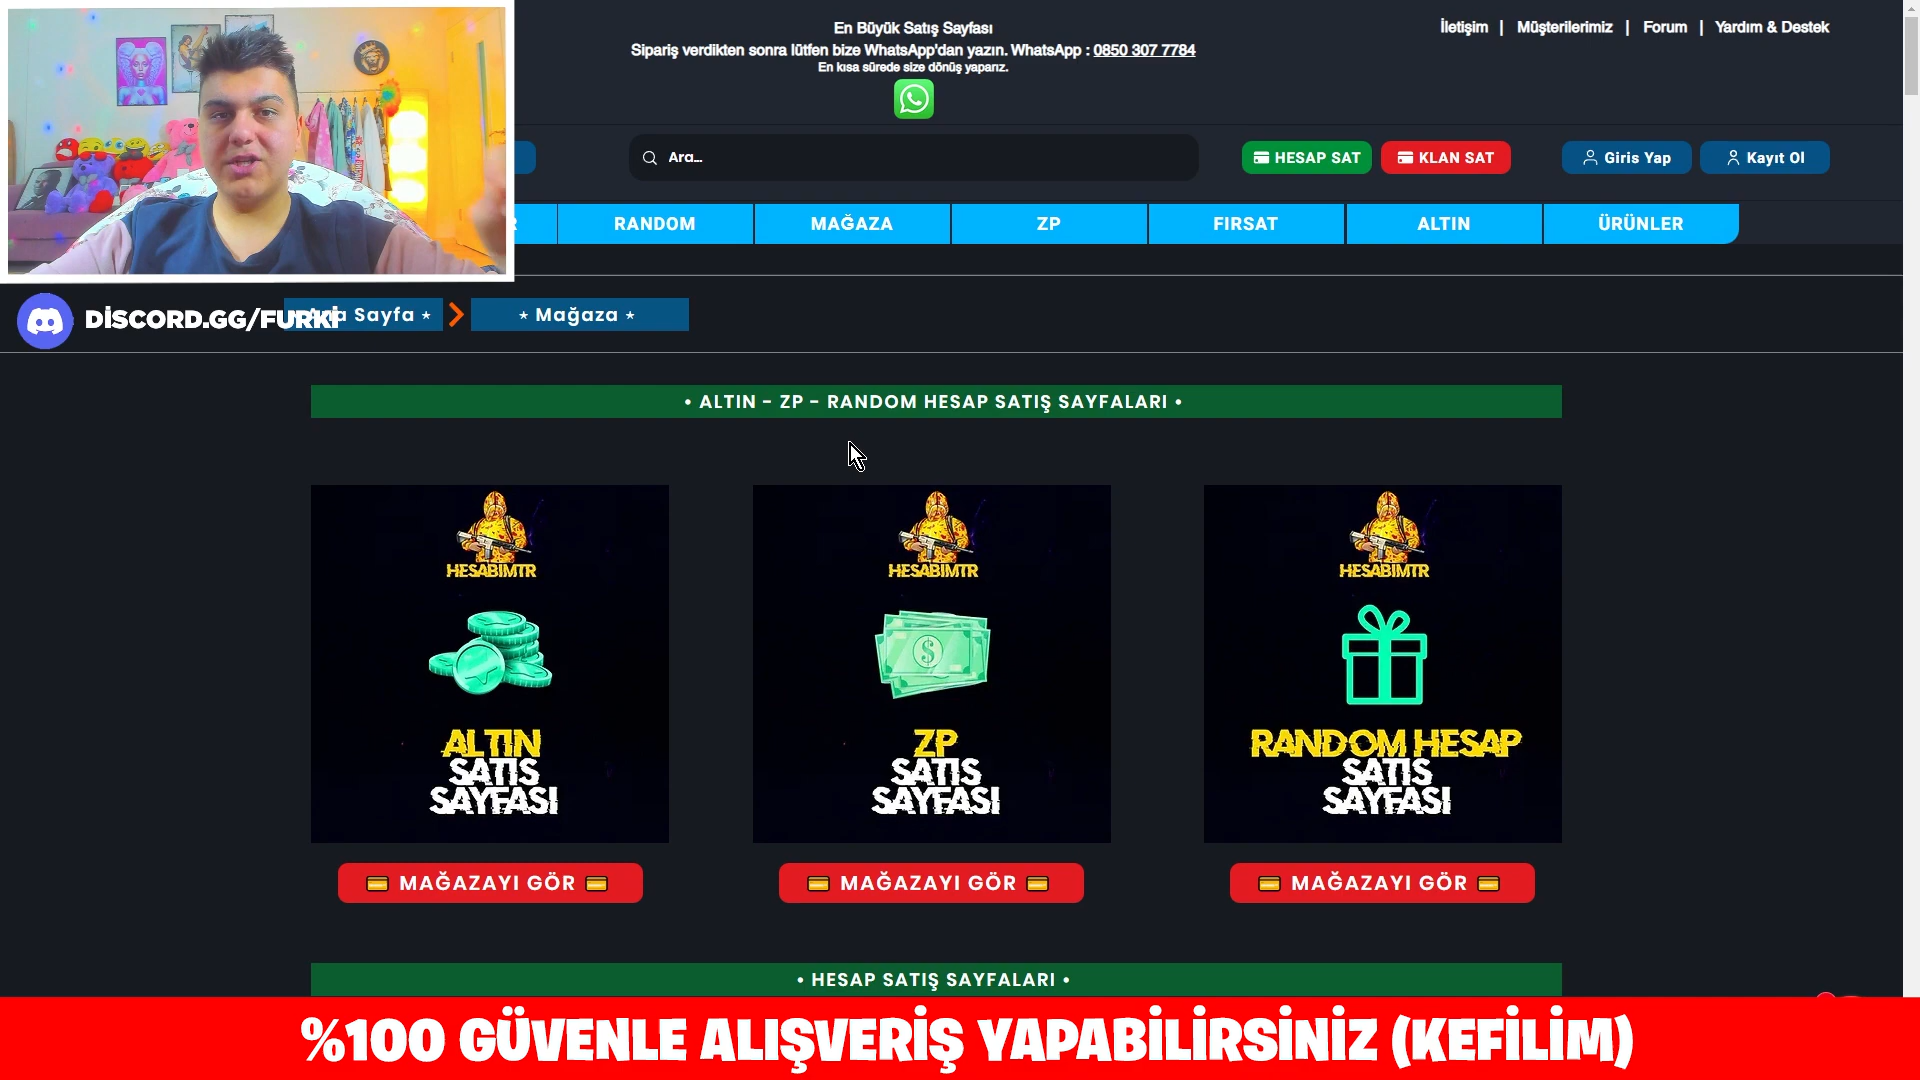 En Büyük Satış Sayfası
Sipariş verdikten sonra lütfen bize WhatsApp'dan yazın. WhatsApp : 0850 307 7784
En kısa sürede size dönüş yaparız.
İletişim | Müşterilerimiz | Forum | Yardım & Destek
Ara...
HESAP SAT
KLAN SAT
Giris Yap
Kayıt Ol
RANDOM
MAĞAZA
ZP
FIRSAT
ALTIN
ÜRÜNLER
DİSCORD.GG/FURKİ
Sayfa ⋆
⋆ Mağaza ⋆
• ALTIN - ZP - RANDOM HESAP SATIŞ SAYFALARI •
HESABIMTR
ALTIN
SATIS
SAYFASI
MAĞAZAYI GÖR
HESABIMTR
ZP
SATIS
SAYFASI
MAĞAZAYI GÖR
HESABIMTR
RANDOM HESAP
SATIS
SAYFASI
MAĞAZAYI GÖR
• HESAP SATIŞ SAYFALARI •
%100 GÜVENLE ALIŞVERİŞ YAPABİLİRSİNİZ (KEFİLİM)